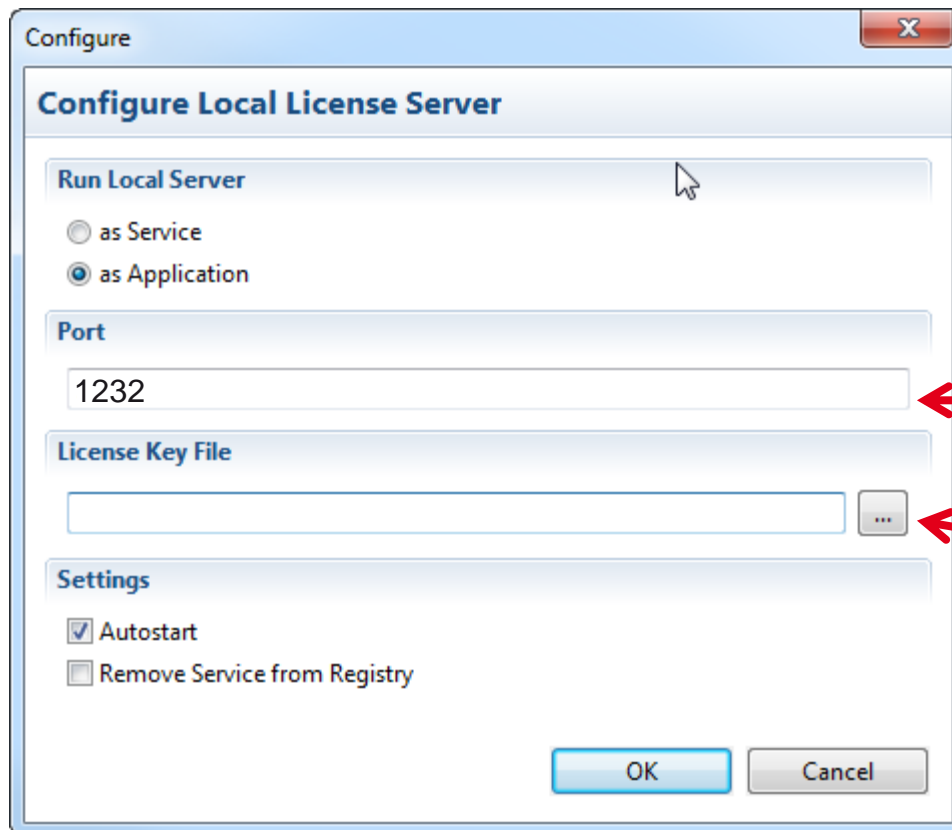 Configure
Configure Local License Server
Run Local Server
as Service
as Application
Port
1232
License Key File
...
Settings
Autostart
Remove Service from Registry
OK Cancel